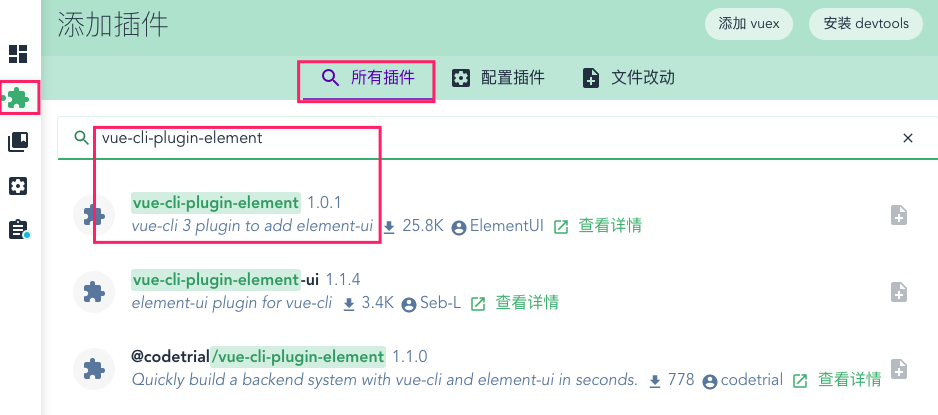 添加插件 添加 vuex 安装 devtools
所有插件 配置插件 文件改动
vue-cli-plugin-element
vue-cli-plugin-element 1.0.1
vue-cli 3 plugin to add element-ui 25.8K ElementUI 查看详情
vue-cli-plugin-element-ui 1.1.4
element-ui plugin for vue-cli 3.4K Seb-L 查看详情
@codetrial/vue-cli-plugin-element 1.1.0
Quickly build a backend system with vue-cli and element-ui in seconds. 778 codetrial 查看详情